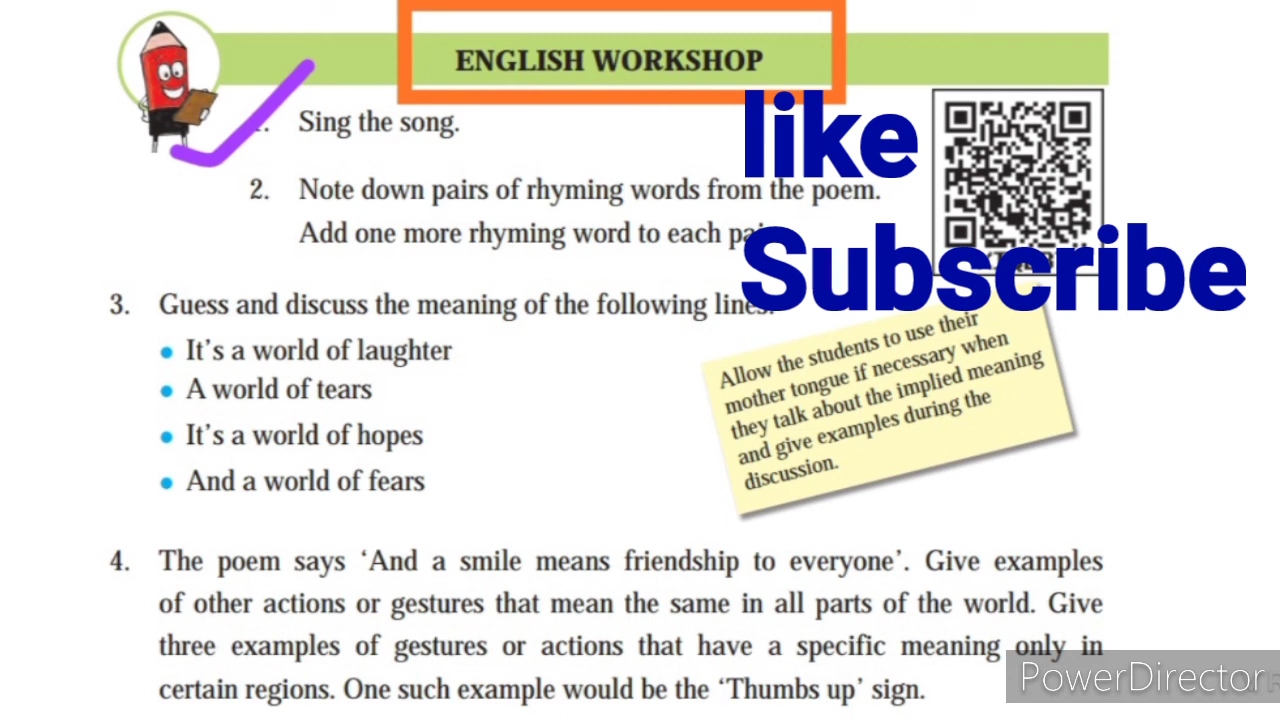 ENGLISH WORKSHOP
Sing the song.
like
2. Note down pairs of rhyming words from the poem.
Add one more rhyming word to each
Subscribe
3. Guess and discuss the meaning of the following lines.
• It's a world of laughter
• A world of tears
• It's a world of hopes
• And a world of fears
Allow the students to use their
mother tongue if necessary when
they talk about the implied meaning
and give examples during the
discussion.
4. The poem says ‘And a smile means friendship to everyone’. Give examples
of other actions or gestures that mean the same in all parts of the world. Give
three examples of gestures or actions that have a specific meaning only in
certain regions. One such example would be the ‘Thumbs up’ sign.
PowerDirector